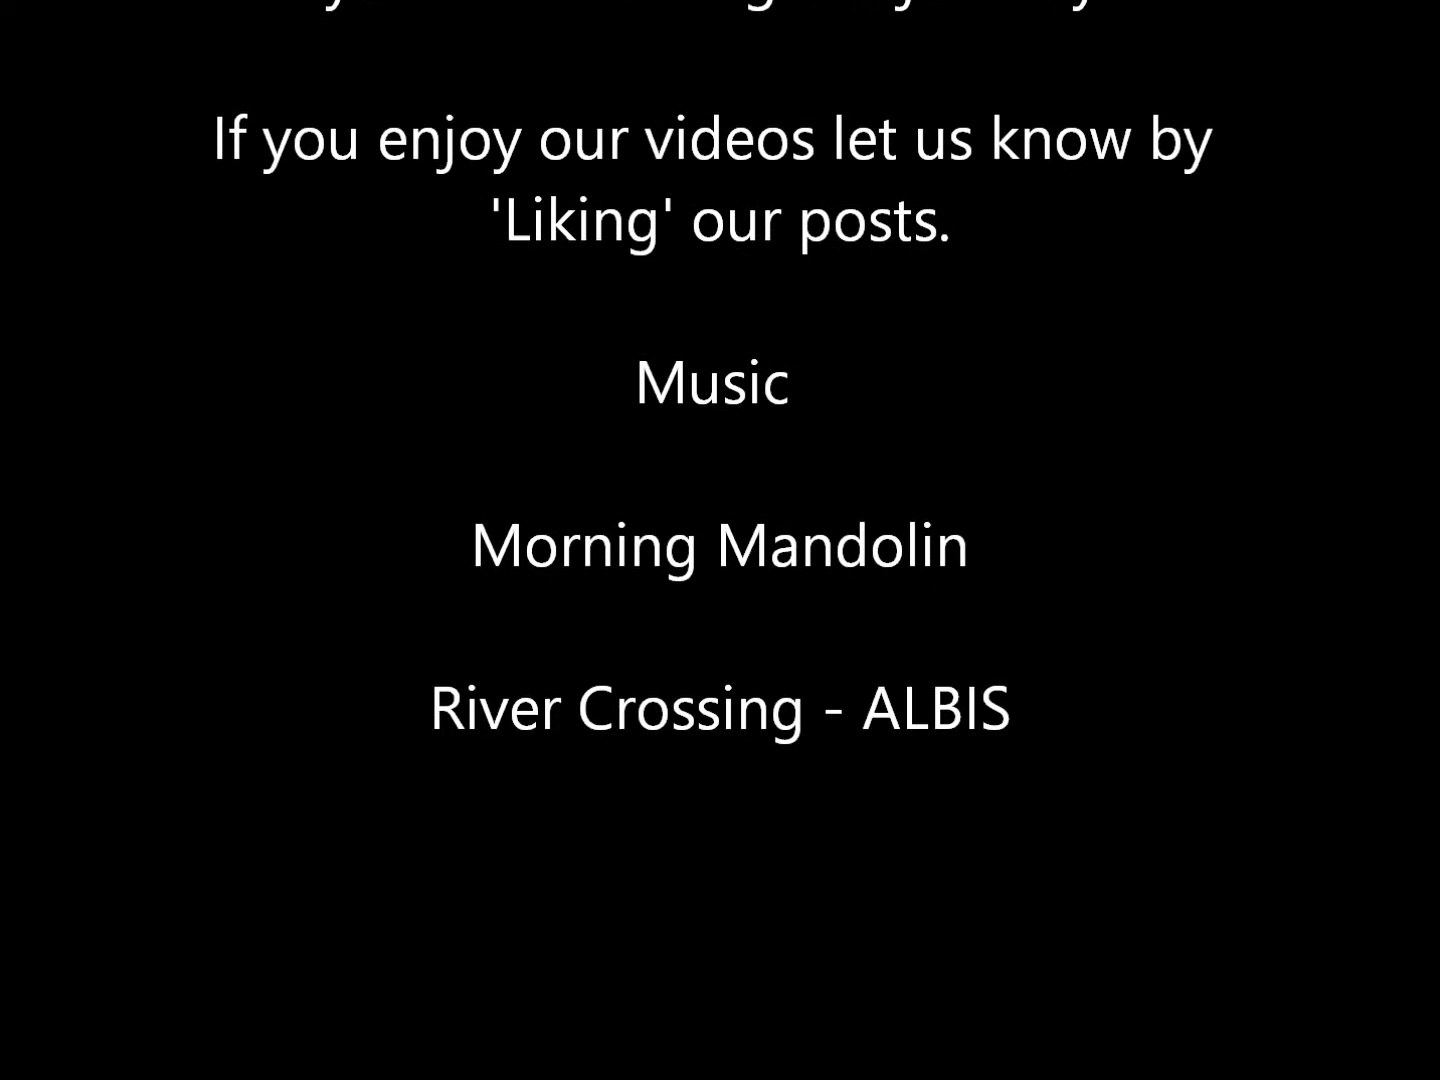 If you enjoy our videos let us know by
'Liking' our posts.
Music
Morning Mandolin
River Crossing - ALBIS